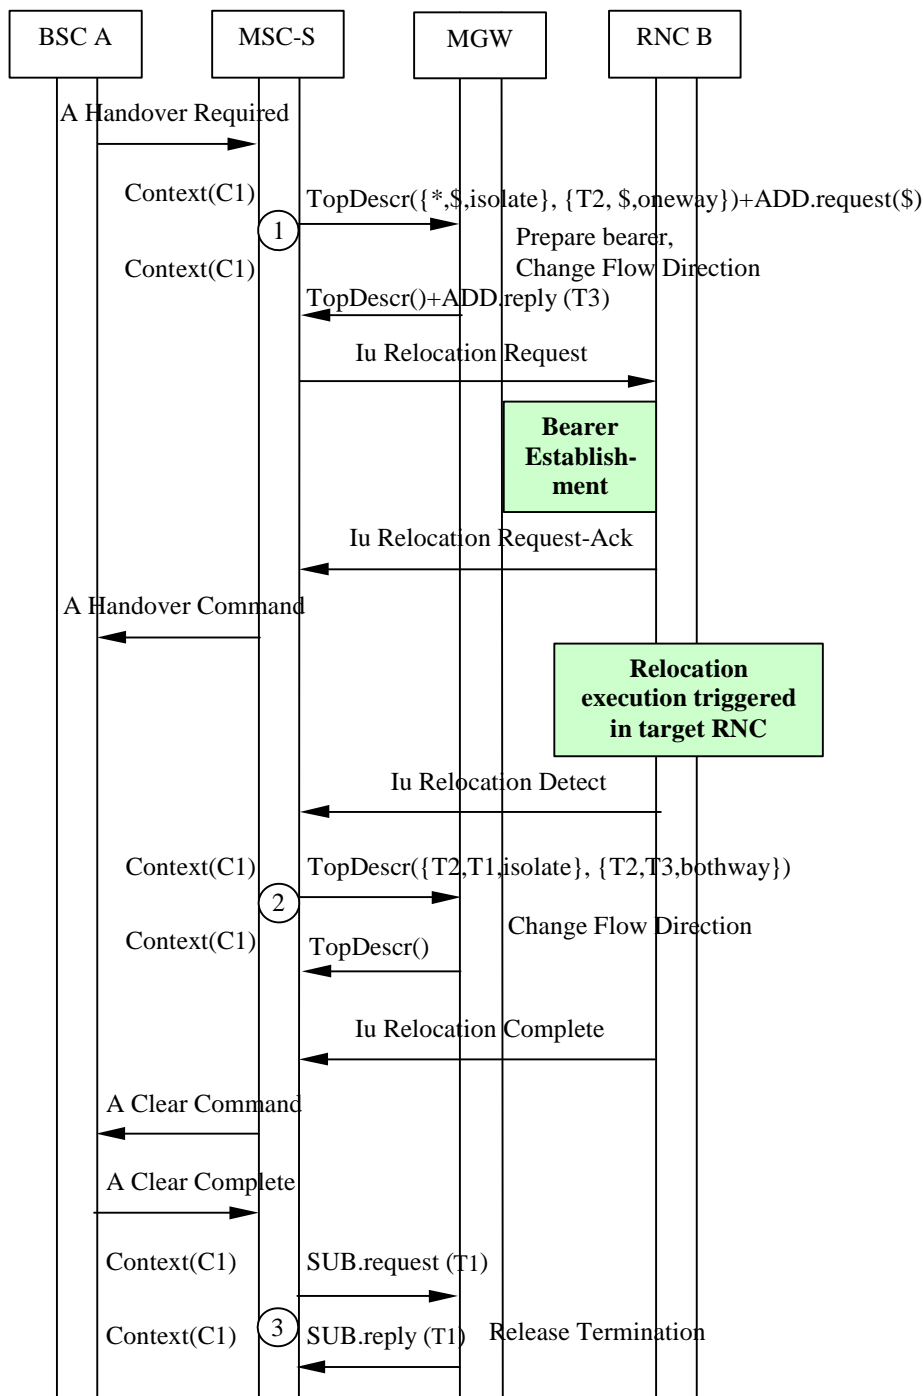 BSC A
MSC-S
MGW
RNC B
A Handover Required
Context(C1)
TopDescr({*,$,isolate}, {T2, $,oneway})+ADD.request($)
1
Prepare bearer,
Change Flow Direction
Context(C1)
TopDescr()+ADD.reply (T3)
Iu Relocation Request
Bearer
Establish-
ment
Iu Relocation Request-Ack
A Handover Command
Relocation
execution triggered
in target RNC
Iu Relocation Detect
Context(C1)
TopDescr({T2,T1,isolate}, {T2,T3,bothway})
2
Change Flow Direction
Context(C1)
TopDescr()
Iu Relocation Complete
A Clear Command
A Clear Complete
Context(C1)
SUB.request (T1)
3
Context(C1)
SUB.reply (T1)
Release Termination